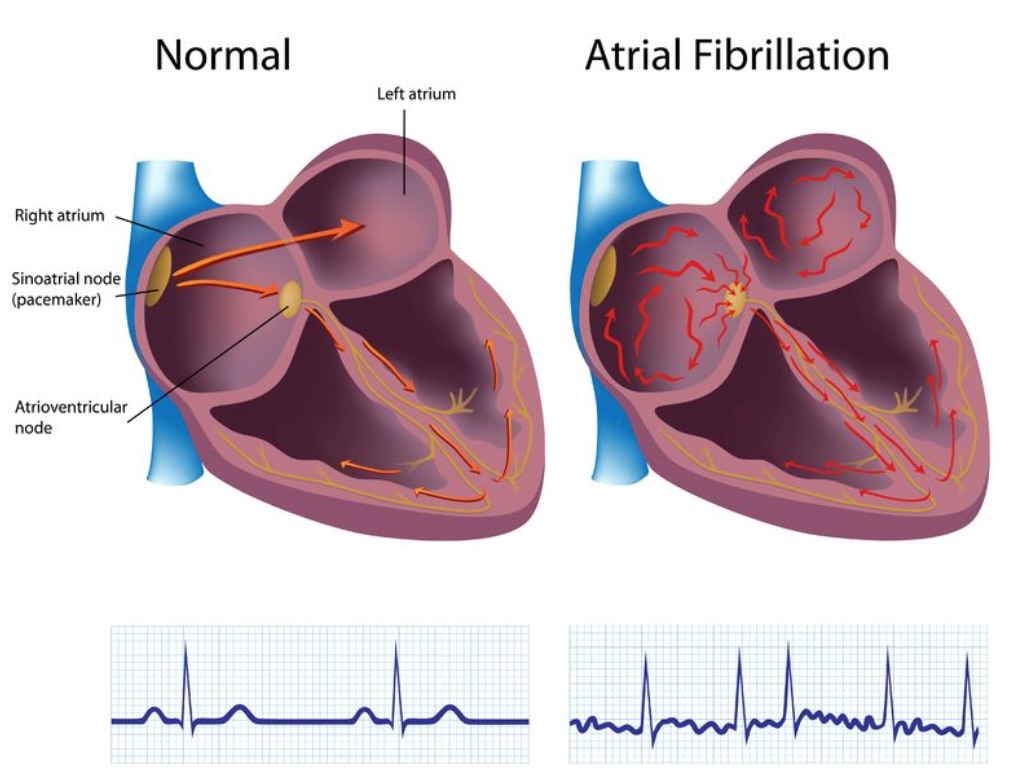 Normal
Atrial Fibrillation
Left atrium
Right atrium
Sinoatrial node
(pacemaker)
Atrioventricular
node